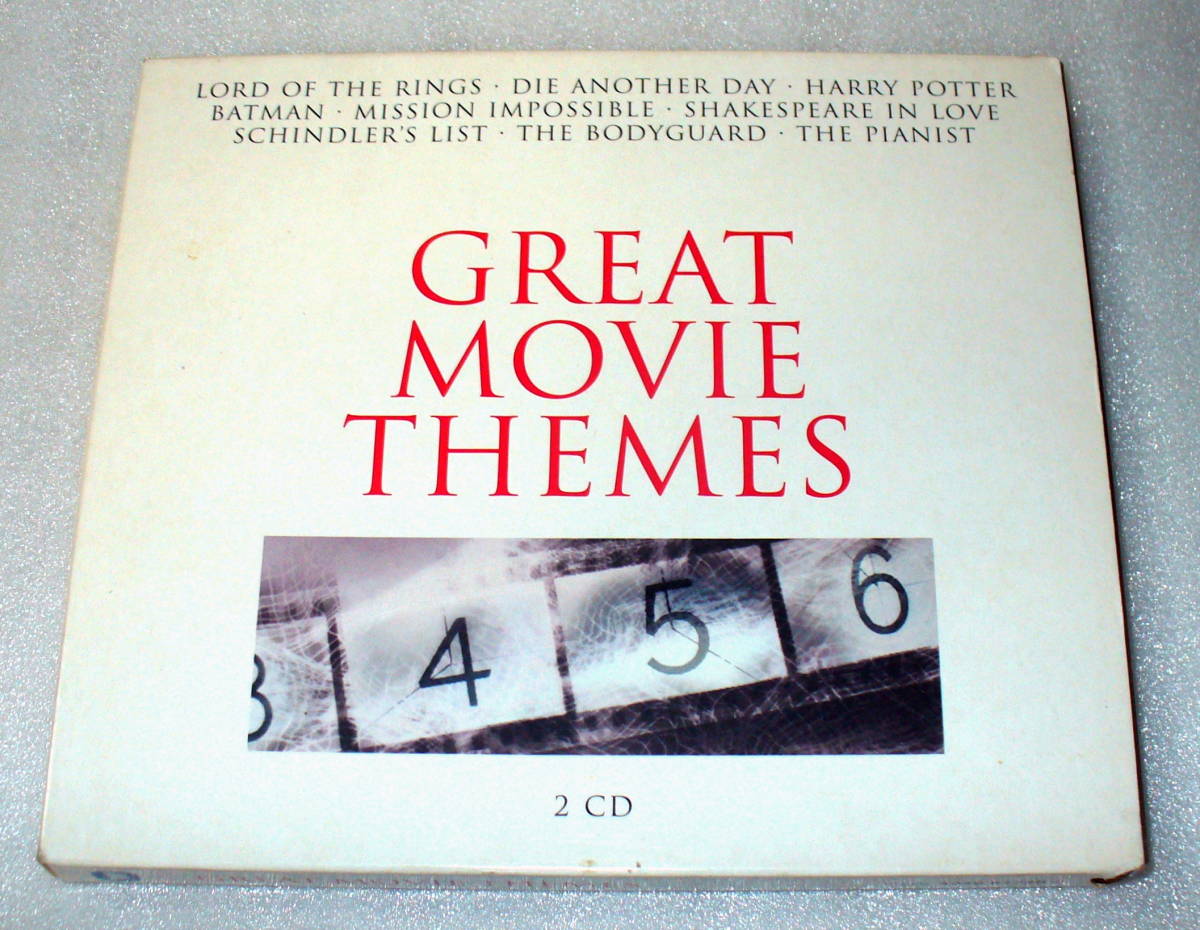 LORD OF THE RINGS · DIE ANOTHER DAY · HARRY POTTER
BATMAN · MISSION IMPOSSIBLE · SHAKESPEARE IN LOVE
SCHINDLER'S LIST · THE BODYGUARD · THE PIANIST
GREAT
MOVIE
THEMES
3 4 5 6
2 CD